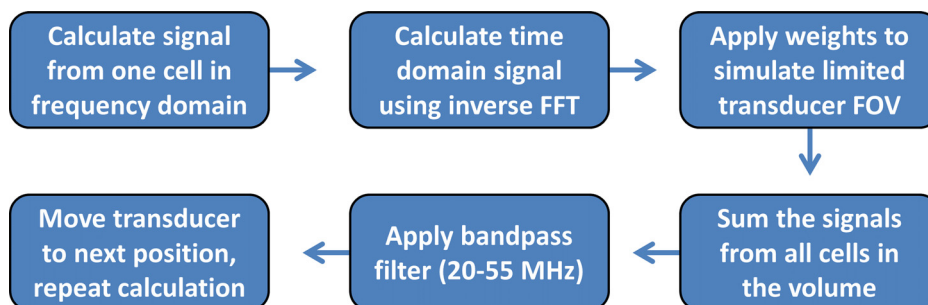 Calculate signal
from one cell in
frequency domain
Calculate time
domain signal
using inverse FFT
Apply weights to
simulate limited
transducer FOV
Sum the signals
from all cells in
the volume
Apply bandpass
filter (20-55 MHz)
Move transducer
to next position,
repeat calculation